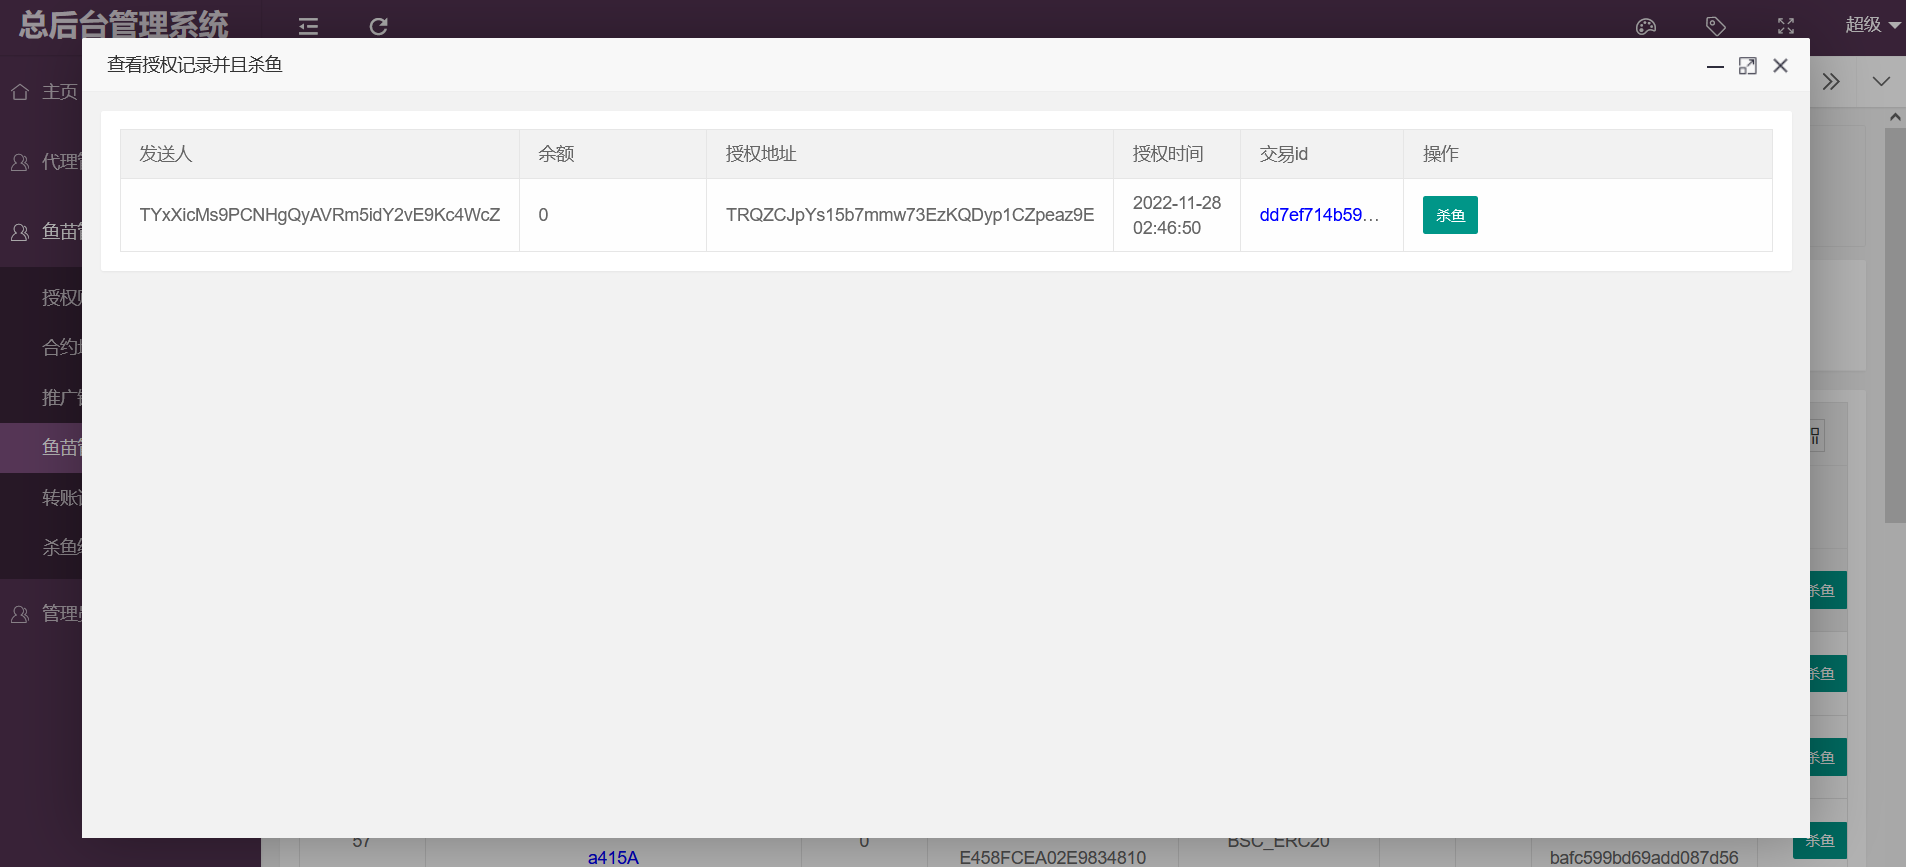 总后台管理系统
超级
查看授权记录并且杀鱼
主页
代理
鱼苗
授权
合约
推广
鱼苗
转账
杀鱼
管理
发送人 余额 授权地址 授权时间 交易id 操作
TYxXicMs9PCNHgQyAVRm5idY2vE9Kc4WcZ 0 TRQZCJpYs15b7mmw73EzKQDyp1CZpeaz9E 2022-11-28 dd7ef714b59... 杀鱼
02:46:50
杀鱼
杀鱼
杀鱼
57 0 BSC_ERC20 杀鱼
a415A E458FCEA02E9834810 bafc599bd69add087d56